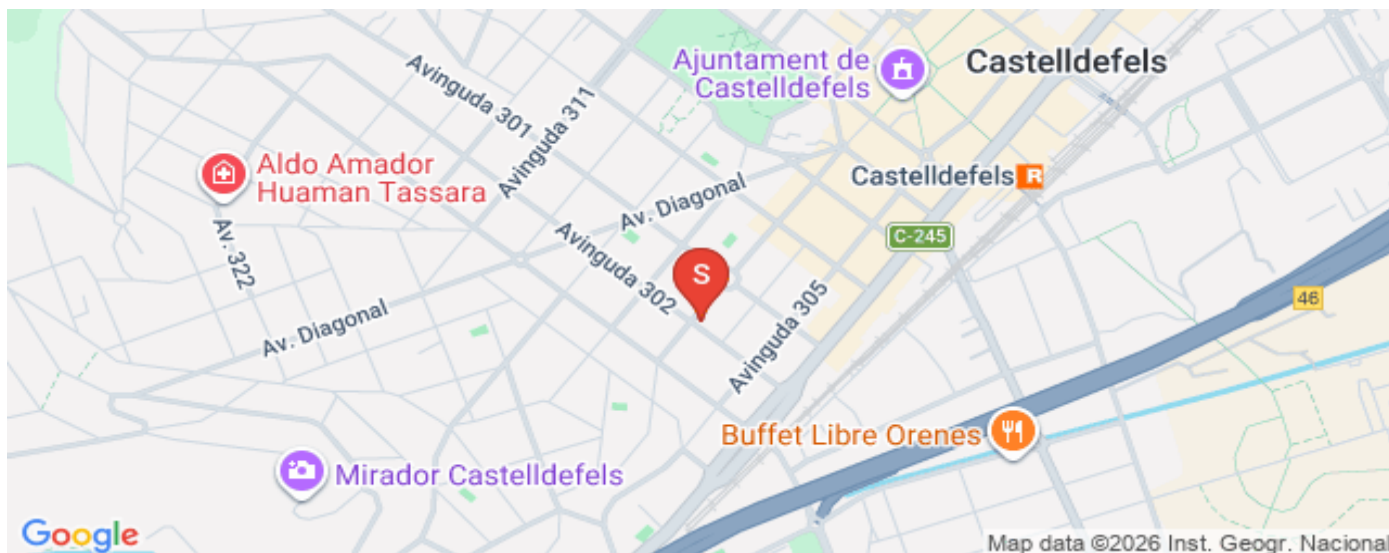 Avinguda 301
Avinguda 311
Ajuntament de
Castelldefels
Castelldefels
Aldo Amador
Huaman Tassara
Castelldefels R
Av. Diagonal
Av. 322
Avinguda 302
C-245
S
Avinguda 305
46
Av. Diagonal
Buffet Libre Orenes
Mirador Castelldefels
Google
Map data ©2026 Inst. Geogr. Nacional